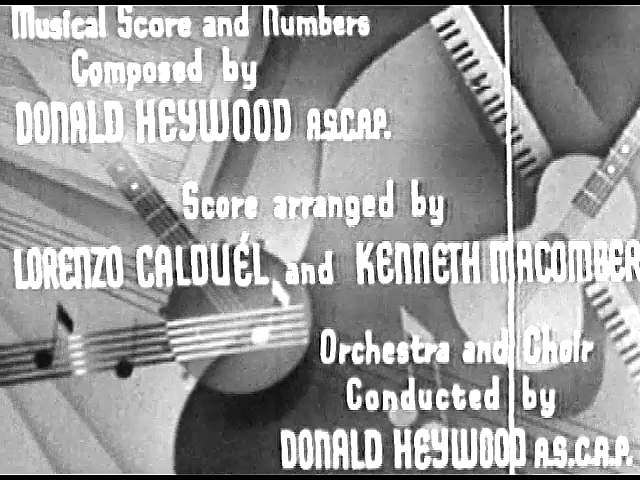 Musical Score and Numbers
Composed by
DONALD HEYWOOD A.S.C.A.P.
Score arranged by
LORENZO CALDUÉL and KENNETH MACOMBER
Orchestra and Choir
Conducted by
DONALD HEYWOOD A.S.C.A.P.